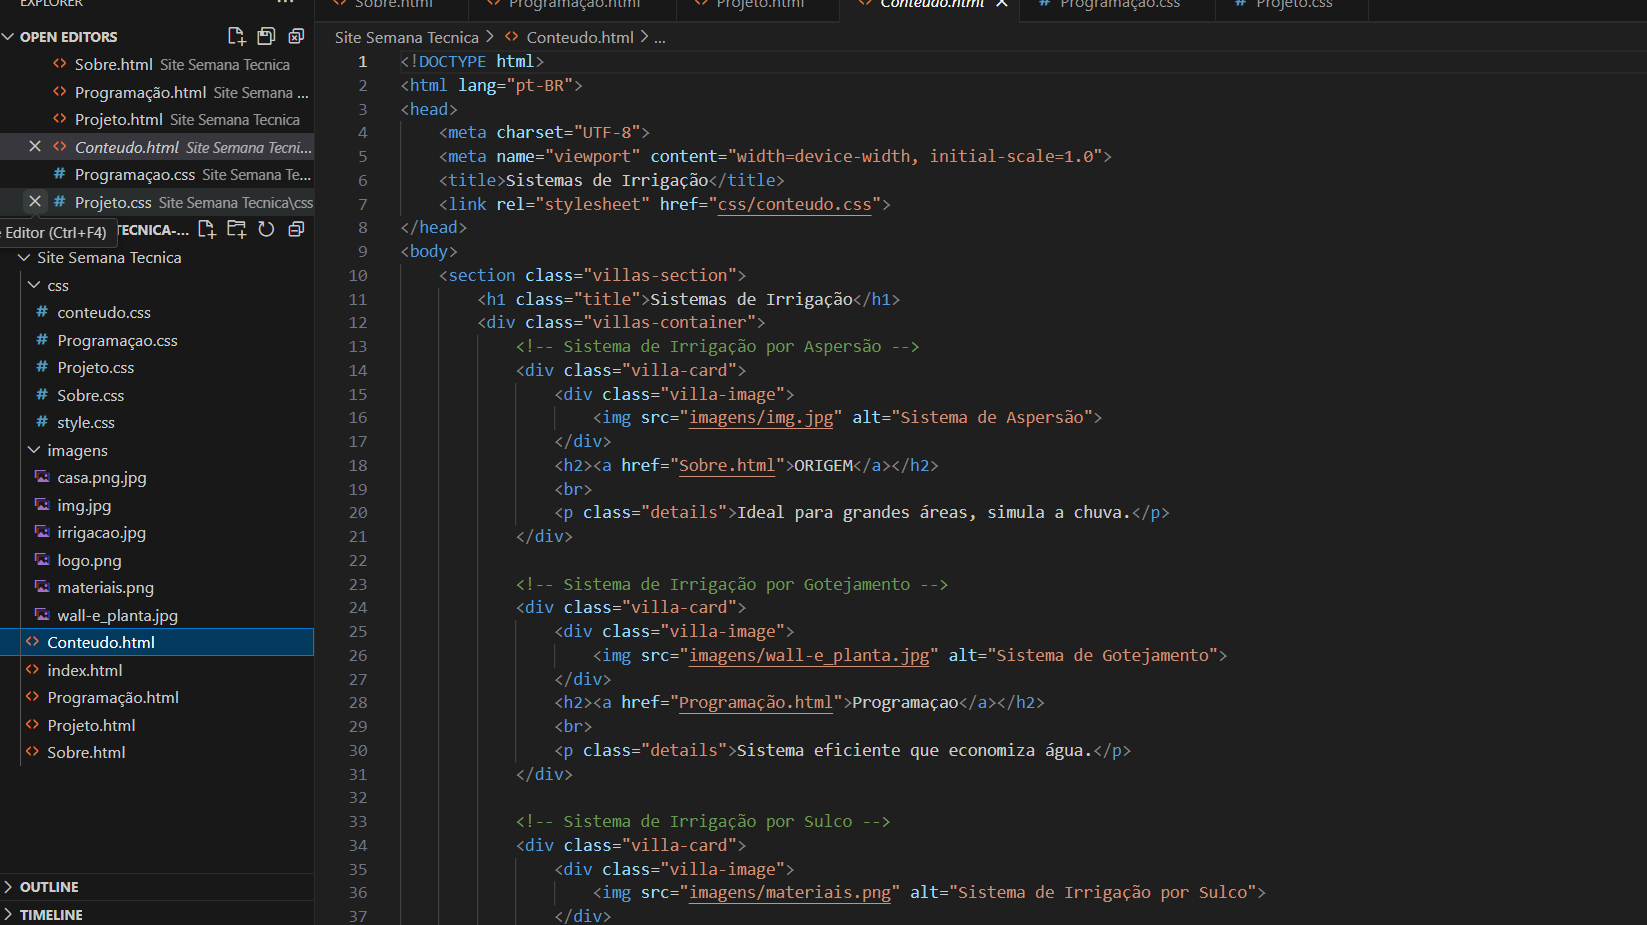 EXPLORER
OPEN EDITORS
Sobre.html Site Semana Tecnica
Programação.html Site Semana ...
Projeto.html Site Semana Tecnica
Conteudo.html Site Semana Tecni...
Programaçao.css Site Semana Te...
Projeto.css Site Semana Tecnica\css
Editor (Ctrl+F4)
TECNICA-...
Site Semana Tecnica
css
conteudo.css
Programaçao.css
Projeto.css
Sobre.css
style.css
imagens
casa.png.jpg
img.jpg
irrigacao.jpg
logo.png
materiais.png
wall-e_planta.jpg
Conteudo.html
index.html
Programação.html
Projeto.html
Sobre.html
OUTLINE
TIMELINE
Sobre.html Programação.html Projeto.html Conteudo.html Programaçao.css Projeto.css
Site Semana Tecnica > Conteudo.html > ...
1 <!DOCTYPE html>
2 <html lang="pt-BR">
3 <head>
4 <meta charset="UTF-8">
5 <meta name="viewport" content="width=device-width, initial-scale=1.0">
6 <title>Sistemas de Irrigação</title>
7 <link rel="stylesheet" href="css/conteudo.css">
8 </head>
9 <body>
10 <section class="villas-section">
11 <h1 class="title">Sistemas de Irrigação</h1>
12 <div class="villas-container">
13 <!-- Sistema de Irrigação por Aspersão -->
14 <div class="villa-card">
15 <div class="villa-image">
16 <img src="imagens/img.jpg" alt="Sistema de Aspersão">
17 </div>
18 <h2><a href="Sobre.html">ORIGEM</a></h2>
19 <br>
20 <p class="details">Ideal para grandes áreas, simula a chuva.</p>
21 </div>
22
23 <!-- Sistema de Irrigação por Gotejamento -->
24 <div class="villa-card">
25 <div class="villa-image">
26 <img src="imagens/wall-e_planta.jpg" alt="Sistema de Gotejamento">
27 </div>
28 <h2><a href="Programação.html">Programaçao</a></h2>
29 <br>
30 <p class="details">Sistema eficiente que economiza água.</p>
31 </div>
32
33 <!-- Sistema de Irrigação por Sulco -->
34 <div class="villa-card">
35 <div class="villa-image">
36 <img src="imagens/materiais.png" alt="Sistema de Irrigação por Sulco">
37 </div>